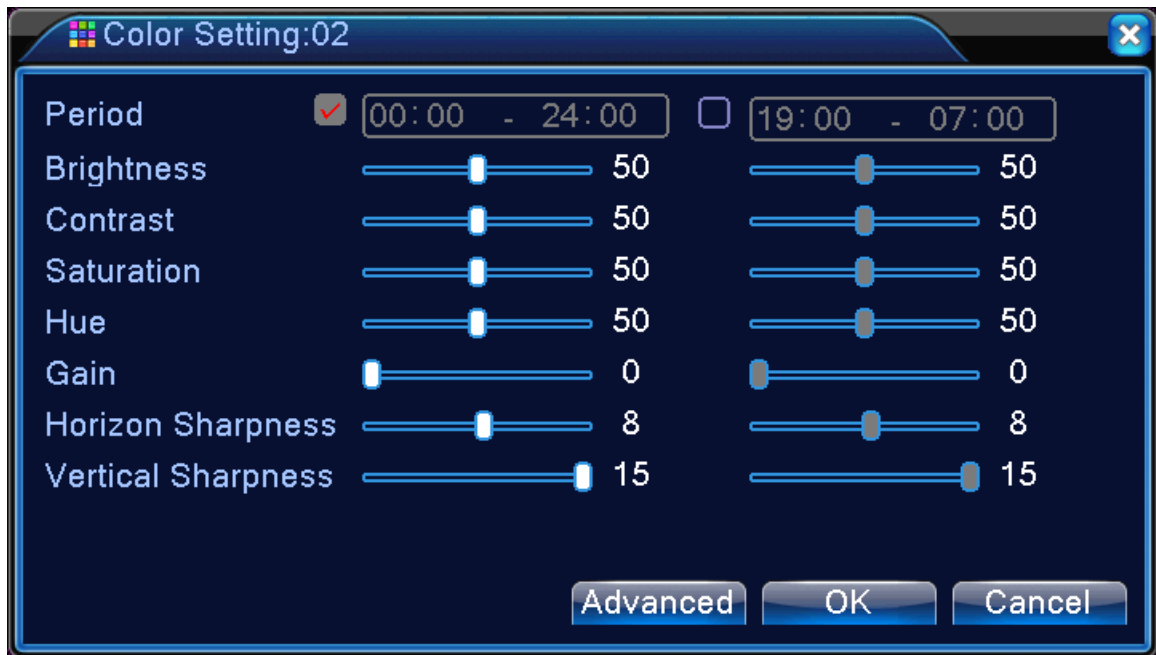 Color Setting:02
Period 00:00 - 24:00 19:00 - 07:00
Brightness 50 50
Contrast 50 50
Saturation 50 50
Hue 50 50
Gain 0 0
Horizon Sharpness 8 8
Vertical Sharpness 15 15
Advanced OK Cancel